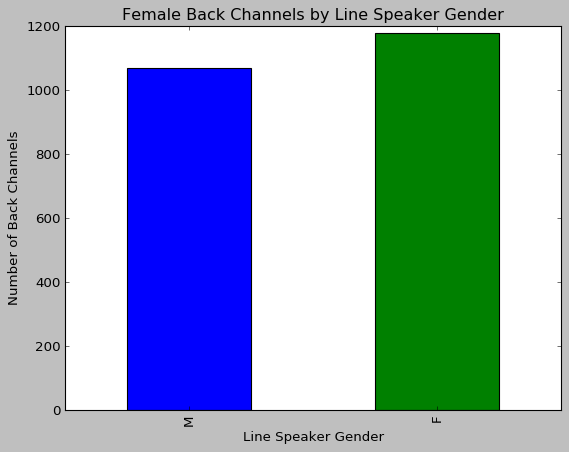 Female Back Channels by Line Speaker Gender
1200
1000
800
600
400
200
0
Number of Back Channels
M
F
Line Speaker Gender